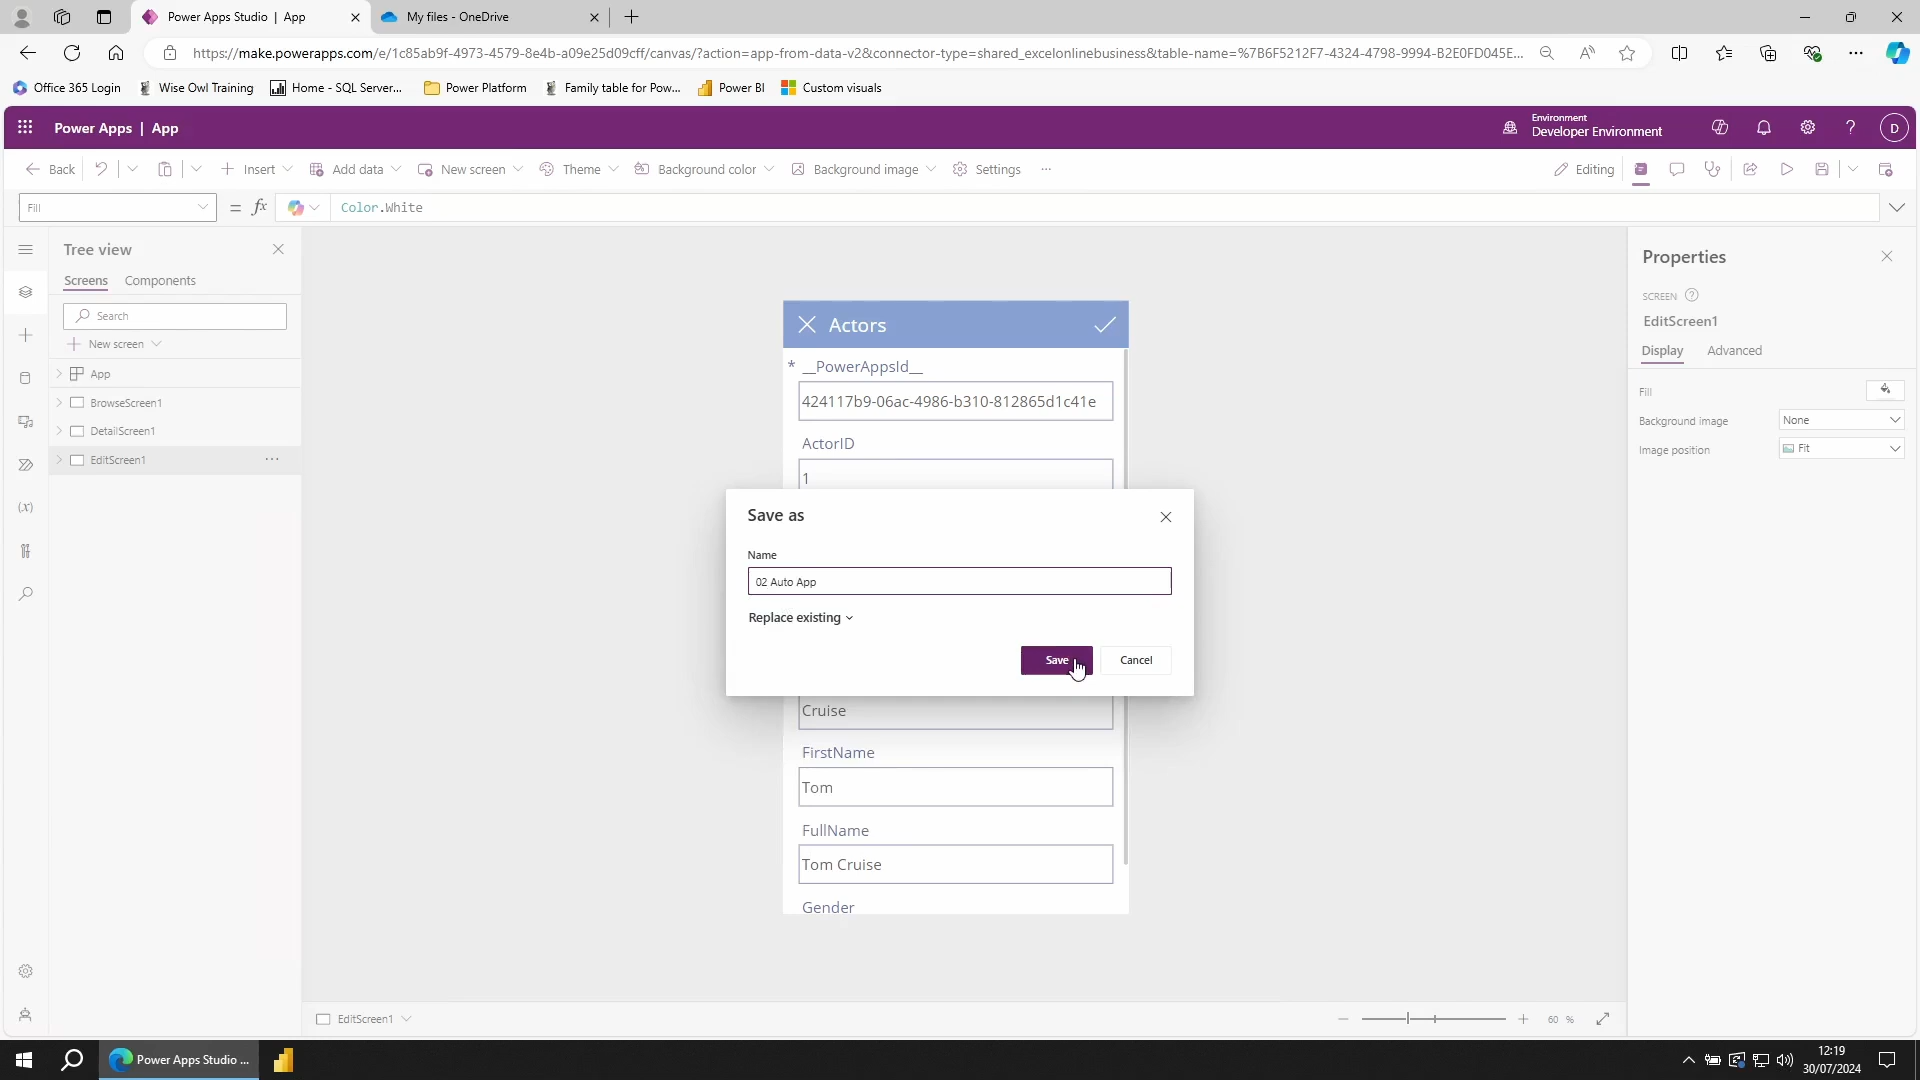 Power Apps Studio | App
My files - OneDrive
https://make.powerapps.com/e/1c85ab9f-4973-4579-8e4b-a09e25d09cff/canvas/?action=app-from-data-v2&connector-type=shared_excelonlinebusiness&table-name=%7B6F5212F7-4324-4798-9994-B2E0FD045E...
Office 365 Login
Wise Owl Training
Home - SQL Server...
Power Platform
Family table for Pow...
Power BI
Custom visuals
Power Apps | App
Environment
Developer Environment
D
Back
Insert
Add data
New screen
Theme
Background color
Background image
Settings
...
Editing
Fill
= fx
Color.White
Tree view
Screens
Components
Search
New screen
App
BrowseScreen1
DetailScreen1
EditScreen1
...
Actors
* __PowerAppsId__
424117b9-06ac-4986-b310-812865d1c41e
ActorID
1
Save as
Name
02 Auto App
Replace existing
Save
Cancel
Cruise
FirstName
Tom
FullName
Tom Cruise
Gender
Properties
SCREEN
EditScreen1
Display
Advanced
Fill
Background image
None
Image position
Fit
EditScreen1
60 %
Power Apps Studio ...
12:19
30/07/2024